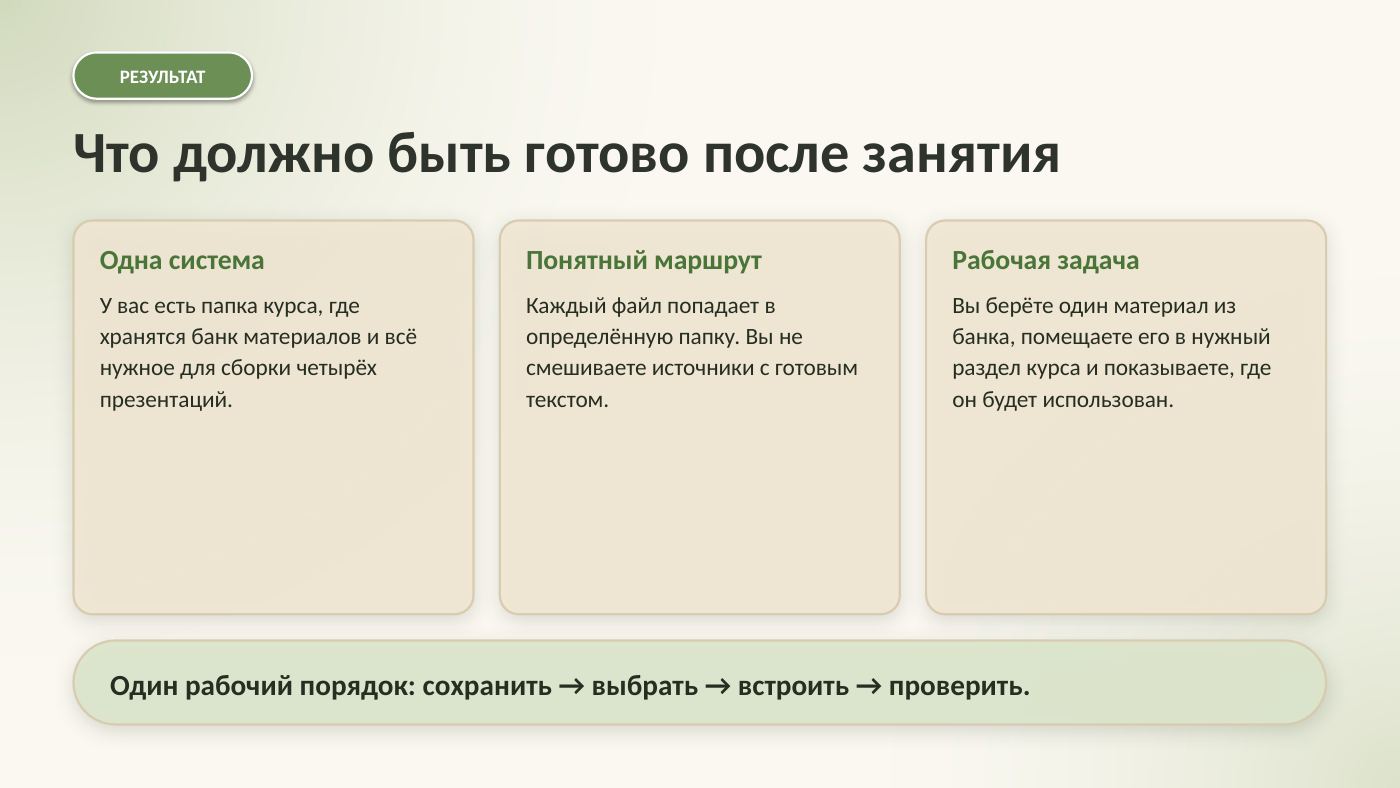 РЕЗУЛЬТАТ
Что должно быть готово после занятия
Одна система
У вас есть папка курса, где
хранятся банк материалов и всё
нужное для сборки четырёх
презентаций.
Понятный маршрут
Каждый файл попадает в
определённую папку. Вы не
смешиваете источники с готовым
текстом.
Рабочая задача
Вы берёте один материал из
банка, помещаете его в нужный
раздел курса и показываете, где
он будет использован.
Один рабочий порядок: сохранить → выбрать → встроить → проверить.